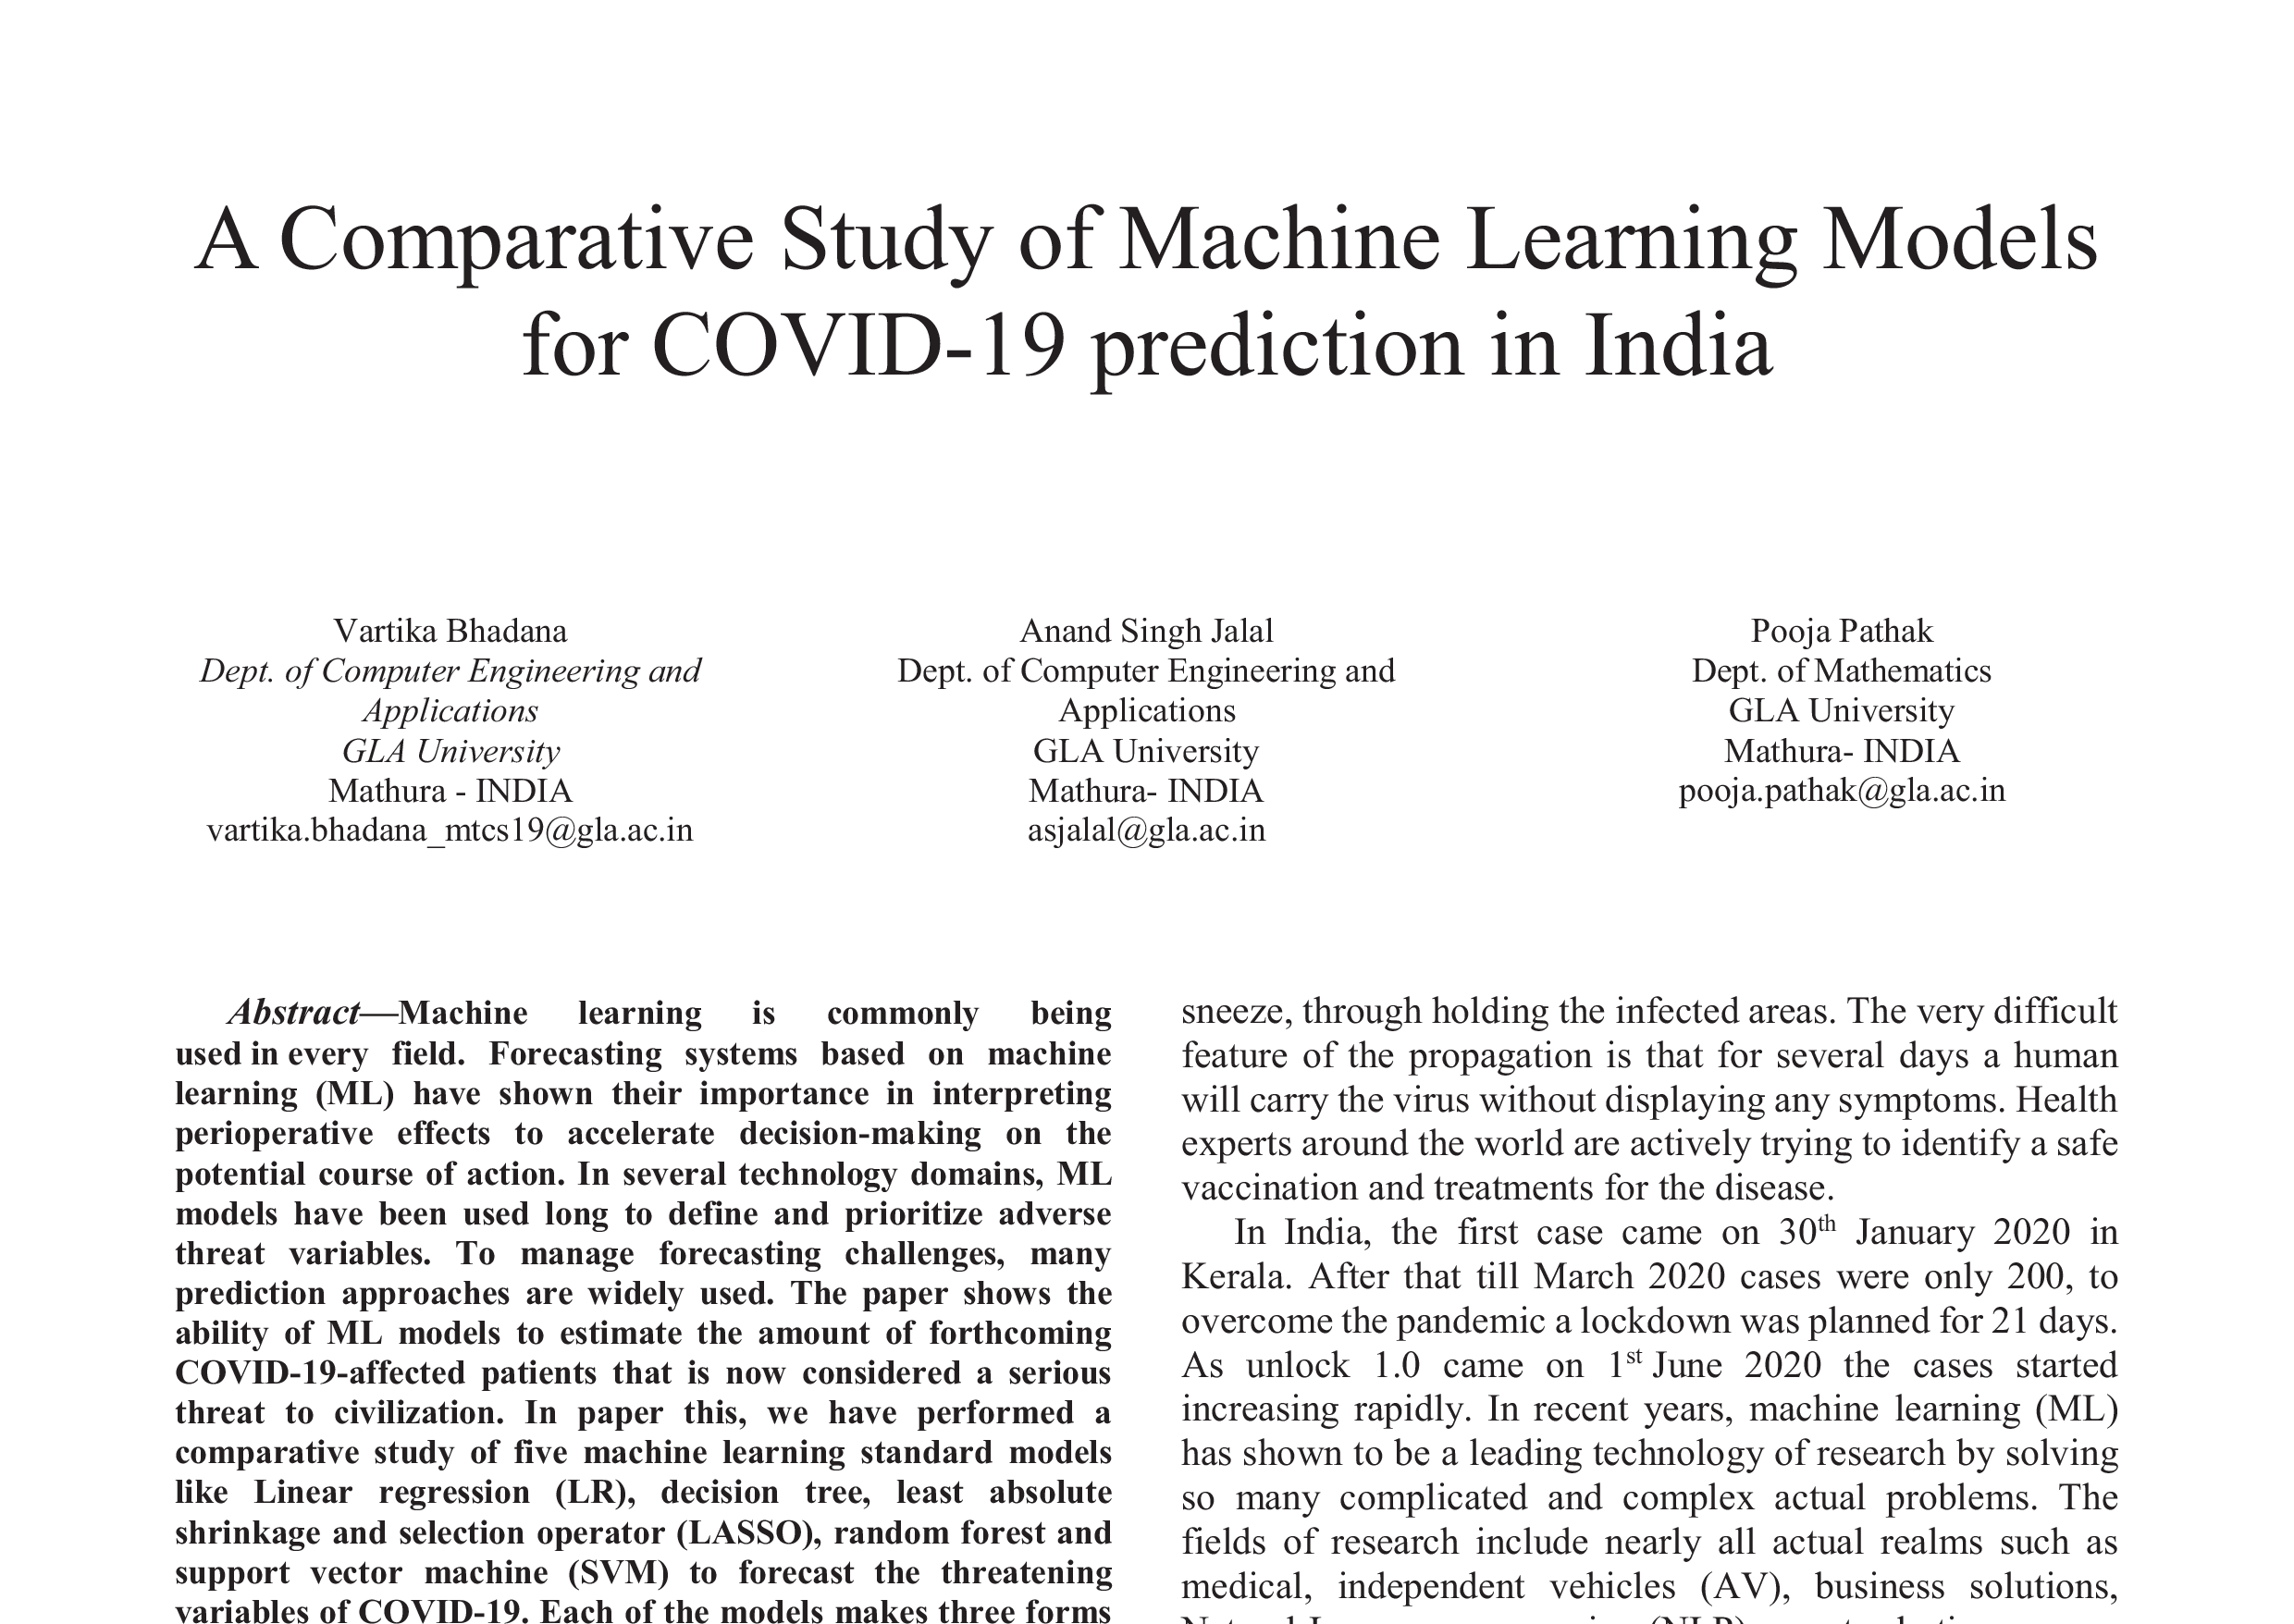 A Comparative Study of Machine Learning Models
for COVID-19 prediction in India
Vartika Bhadana
Dept. of Computer Engineering and
Applications
GLA University
Mathura - INDIA
vartika.bhadana_mtcs19@gla.ac.in
Anand Singh Jalal
Dept. of Computer Engineering and
Applications
GLA University
Mathura- INDIA
asjalal@gla.ac.in
Pooja Pathak
Dept. of Mathematics
GLA University
Mathura- INDIA
pooja.pathak@gla.ac.in
Abstract—Machine learning is commonly being
used in every field. Forecasting systems based on machine
learning (ML) have shown their importance in interpreting
perioperative effects to accelerate decision-making on the
potential course of action. In several technology domains, ML
models have been used long to define and prioritize adverse
threat variables. To manage forecasting challenges, many
prediction approaches are widely used. The paper shows the
ability of ML models to estimate the amount of forthcoming
COVID-19-affected patients that is now considered a serious
threat to civilization. In paper this, we have performed a
comparative study of five machine learning standard models
like Linear regression (LR), decision tree, least absolute
shrinkage and selection operator (LASSO), random forest and
support vector machine (SVM) to forecast the threatening
variables of COVID-19. Each of the models makes three forms
sneeze, through holding the infected areas. The very difficult
feature of the propagation is that for several days a human
will carry the virus without displaying any symptoms. Health
experts around the world are actively trying to identify a safe
vaccination and treatments for the disease.
In India, the first case came on 30th January 2020 in
Kerala. After that till March 2020 cases were only 200, to
overcome the pandemic a lockdown was planned for 21 days.
As unlock 1.0 came on 1st June 2020 the cases started
increasing rapidly. In recent years, machine learning (ML)
has shown to be a leading technology of research by solving
so many complicated and complex actual problems. The
fields of research include nearly all actual realms such as
medical, independent vehicles (AV), business solutions,